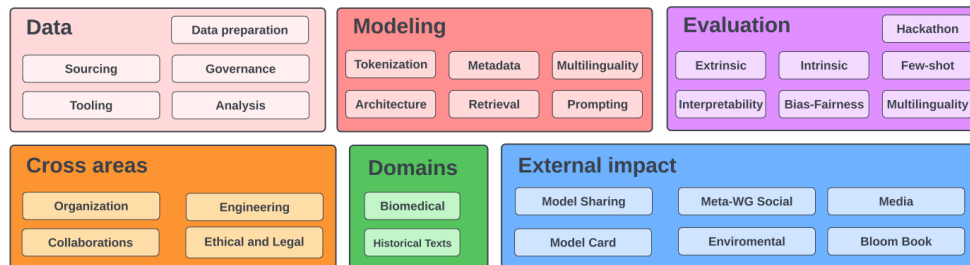 Data
Data preparation
Sourcing
Governance
Tooling
Analysis
Modeling
Tokenization
Metadata
Multilinguality
Architecture
Retrieval
Prompting
Evaluation
Hackathon
Extrinsic
Intrinsic
Few-shot
Interpretability
Bias-Fairness
Multilinguality
Cross areas
Organization
Engineering
Collaborations
Ethical and Legal
Domains
Biomedical
Historical Texts
External impact
Model Sharing
Meta-WG Social
Media
Model Card
Enviromental
Bloom Book